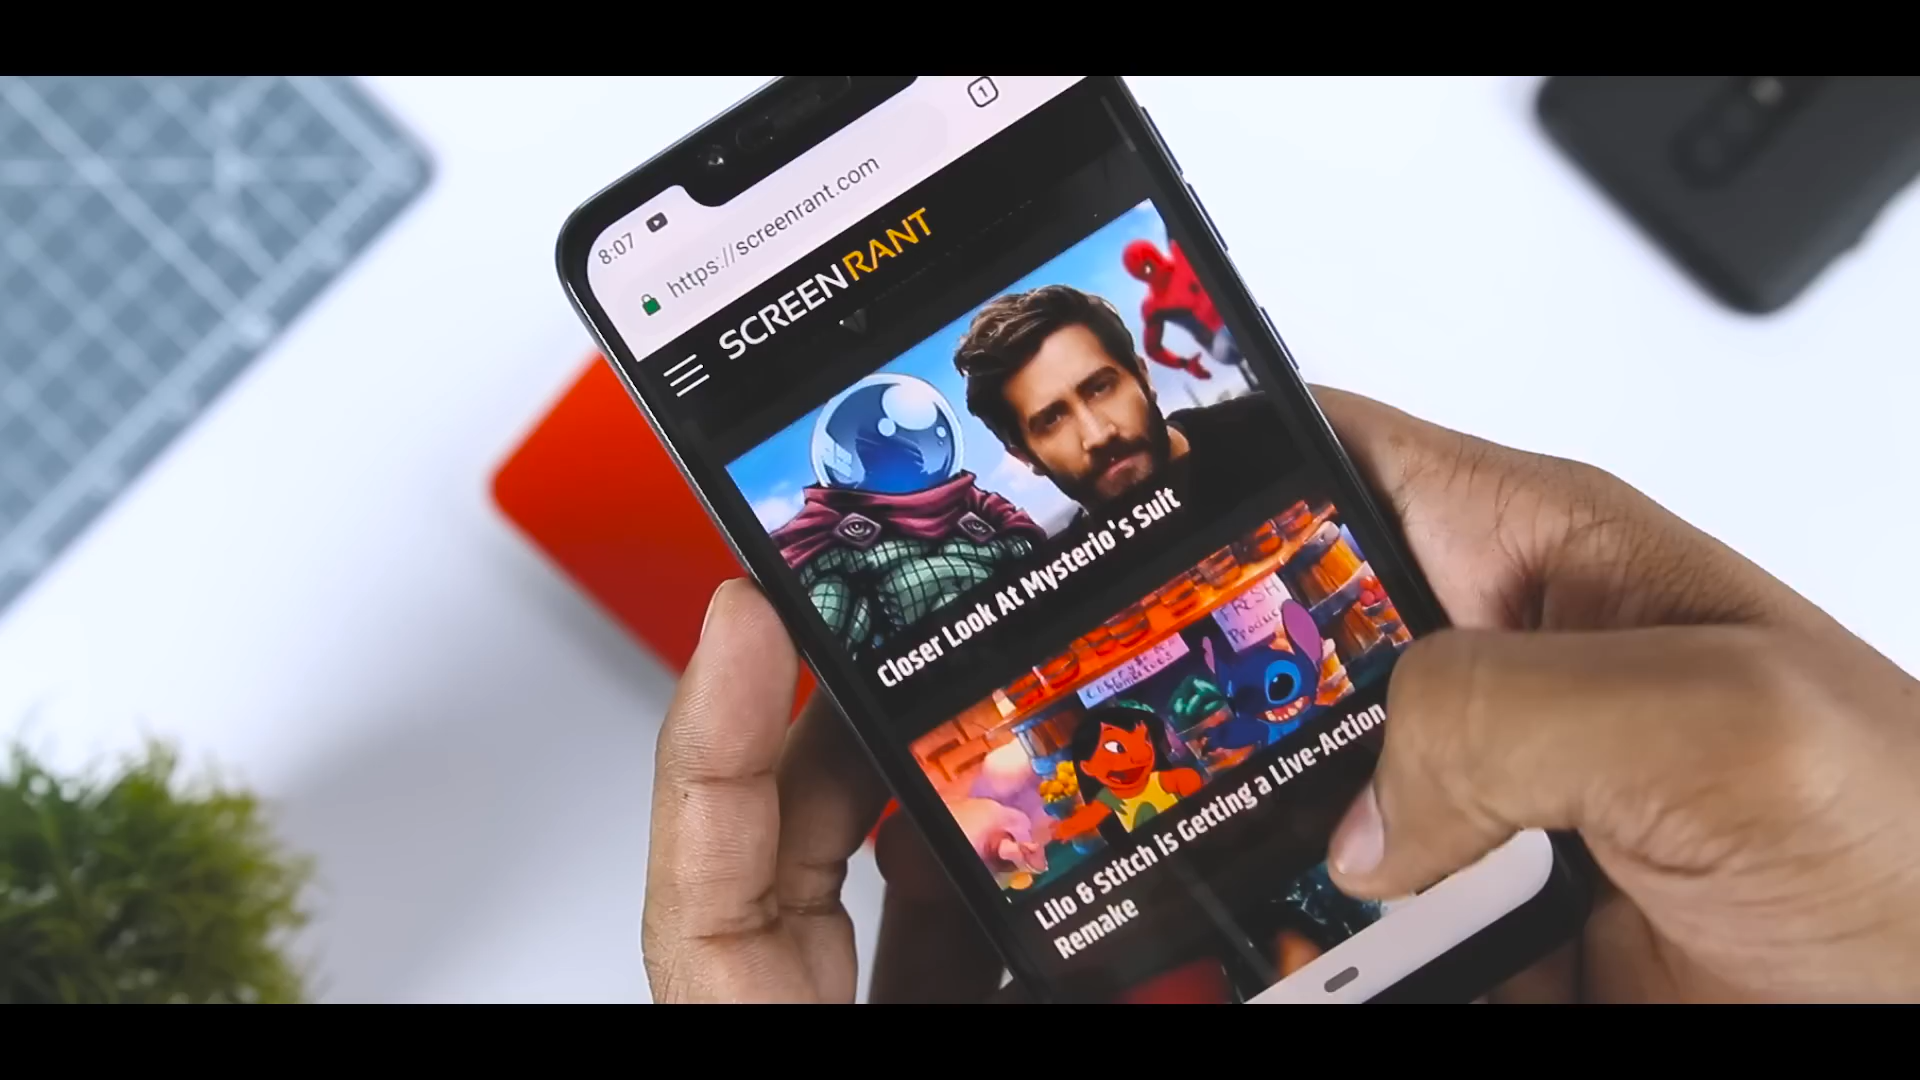 1
8:07
https://screenrant.com
SCREENRANT
Closer Look At Mysterio's Suit
FRESH
Produce
Lilo & Stitch is Getting a Live-Action
Remake